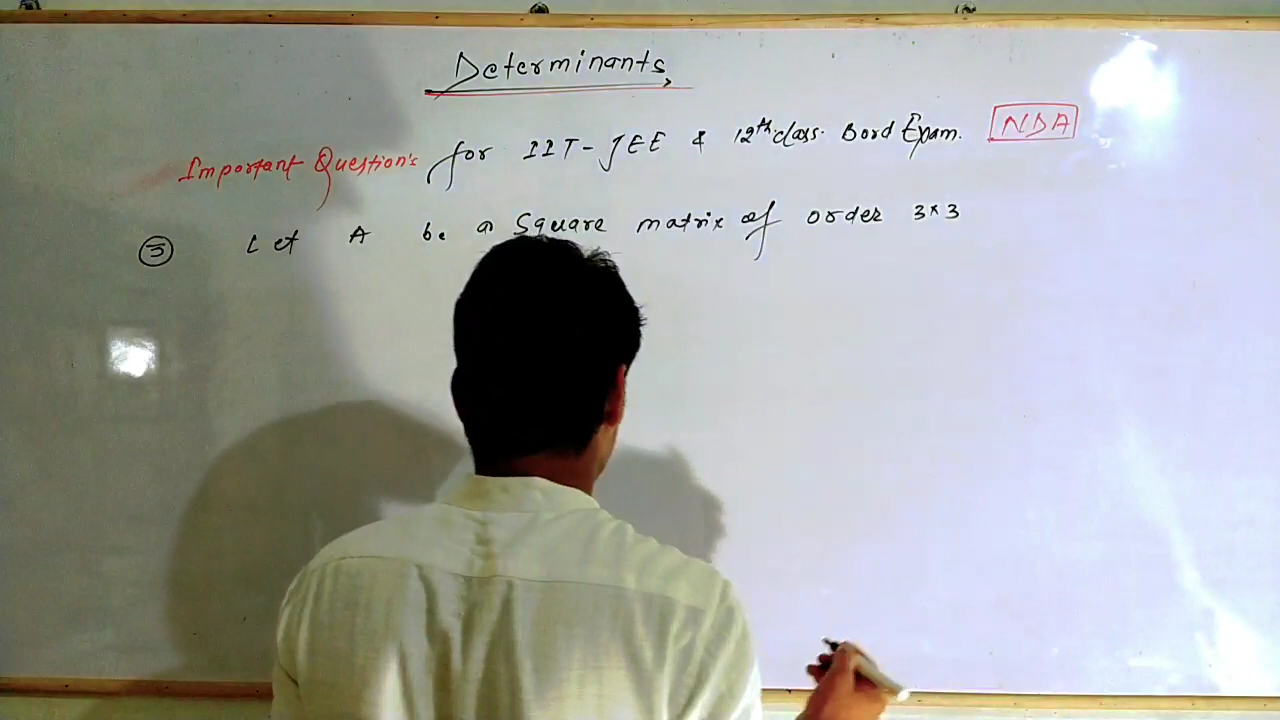 Determinants
Important Question's for IIT-JEE & 12th class. Bord Exam. NDA
③ Let A be a Square matrix of order 3×3